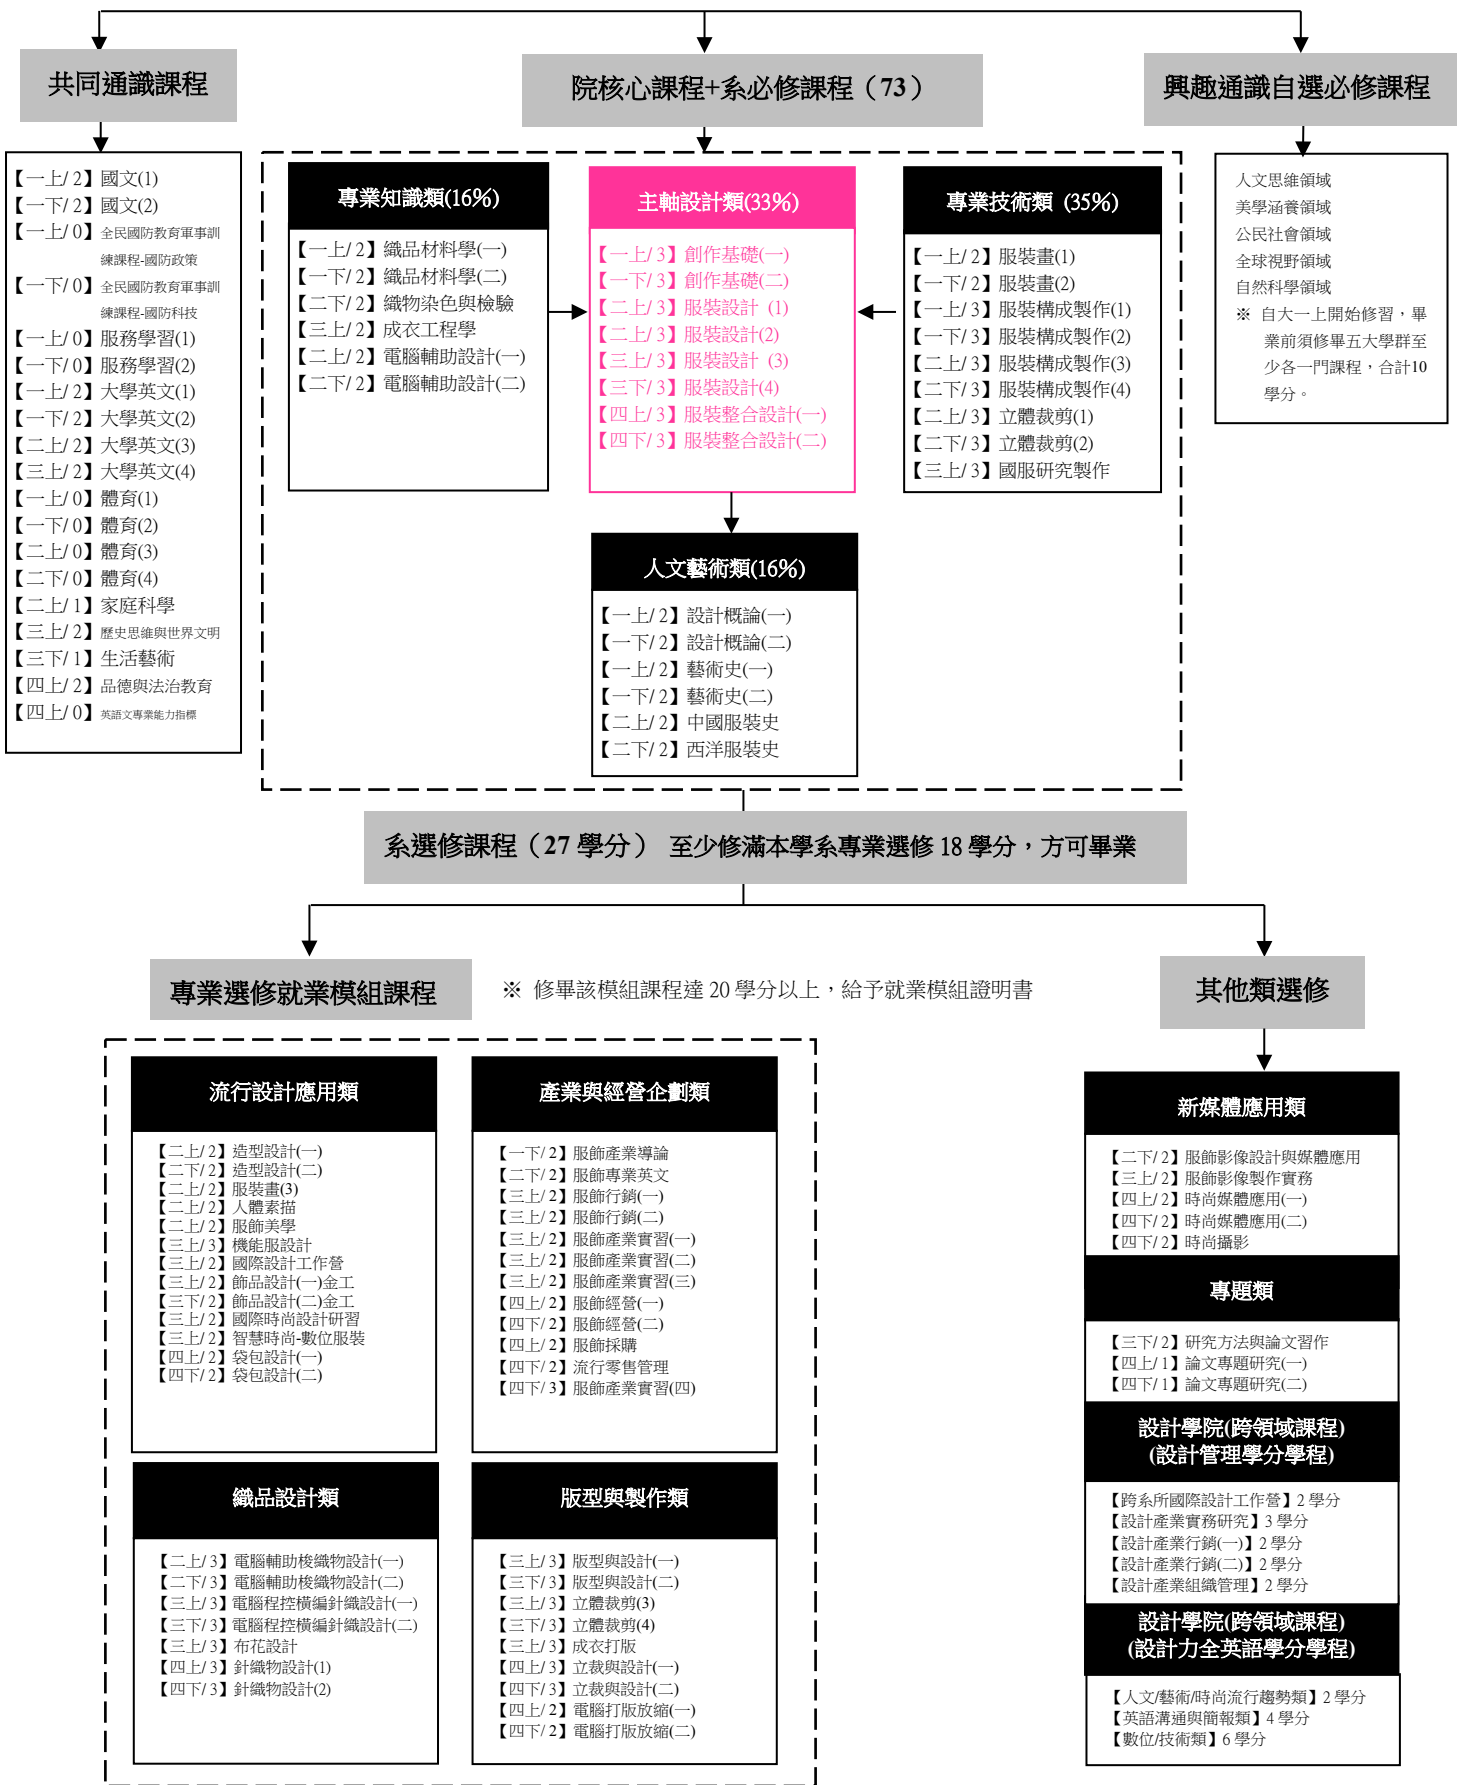 共同通識課程
【一上/ 2】國文(1)
【一下/ 2】國文(2)
【一上/ 0】全民國防教育軍事訓
練課程-國防政策
【一下/ 0】全民國防教育軍事訓
練課程-國防科技
【一上/ 0】服務學習(1)
【一下/ 0】服務學習(2)
【一上/ 2】大學英文(1)
【一下/ 2】大學英文(2)
【二上/ 2】大學英文(3)
【三上/ 2】大學英文(4)
【一上/ 0】體育(1)
【一下/ 0】體育(2)
【二上/ 0】體育(3)
【二下/ 0】體育(4)
【二上/ 1】家庭科學
【三上/ 2】歷史思維與世界文明
【三下/ 1】生活藝術
【四上/ 2】品德與法治教育
【四上/ 0】英語文專業能力指標
院核心課程+系必修課程（73）
專業知識類(16%)
【一上/ 2】織品材料學(一)
【一下/ 2】織品材料學(二)
【二下/ 2】織物染色與檢驗
【三上/ 2】成衣工程學
【二上/ 2】電腦輔助設計(一)
【二下/ 2】電腦輔助設計(二)
主軸設計類(33%)
【一上/ 3】創作基礎(一)
【一下/ 3】創作基礎(二)
【二上/ 3】服裝設計 (1)
【二上/ 3】服裝設計(2)
【三上/ 3】服裝設計 (3)
【三下/ 3】服裝設計(4)
【四上/ 3】服裝整合設計(一)
【四下/ 3】服裝整合設計(二)
專業技術類 (35%)
【一上/ 2】服裝畫(1)
【一下/ 2】服裝畫(2)
【一上/ 3】服裝構成製作(1)
【一下/ 3】服裝構成製作(2)
【二上/ 3】服裝構成製作(3)
【二下/ 3】服裝構成製作(4)
【二上/ 3】立體裁剪(1)
【二下/ 3】立體裁剪(2)
【三上/ 3】國服研究製作
人文藝術類(16%)
【一上/ 2】設計概論(一)
【一下/ 2】設計概論(二)
【一上/ 2】藝術史(一)
【一下/ 2】藝術史(二)
【二上/ 2】中國服裝史
【二下/ 2】西洋服裝史
興趣通識自選必修課程
人文思維領域
美學涵養領域
公民社會領域
全球視野領域
自然科學領域
※ 自大一上開始修習，畢
業前須修畢五大學群至
少各一門課程，合計10
學分。
系選修課程（27 學分） 至少修滿本學系專業選修 18 學分，方可畢業
專業選修就業模組課程
※ 修畢該模組課程達 20 學分以上，給予就業模組證明書
流行設計應用類
【二上/ 2】造型設計(一)
【二下/ 2】造型設計(二)
【二上/ 2】服裝畫(3)
【二上/ 2】人體素描
【二上/ 2】服飾美學
【三上/ 3】機能服設計
【三上/ 2】國際設計工作營
【三上/ 2】飾品設計(一)金工
【三下/ 2】飾品設計(二)金工
【三上/ 2】國際時尚設計研習
【三上/ 2】智慧時尚-數位服裝
【四上/ 2】袋包設計(一)
【四下/ 2】袋包設計(二)
產業與經營企劃類
【一下/ 2】服飾產業導論
【二下/ 2】服飾專業英文
【三上/ 2】服飾行銷(一)
【三上/ 2】服飾行銷(二)
【三上/ 2】服飾產業實習(一)
【三上/ 2】服飾產業實習(二)
【三上/ 2】服飾產業實習(三)
【四上/ 2】服飾經營(一)
【四下/ 2】服飾經營(二)
【四上/ 2】服飾採購
【四下/ 2】流行零售管理
【四下/ 3】服飾產業實習(四)
織品設計類
【二上/ 3】電腦輔助梭織物設計(一)
【二下/ 3】電腦輔助梭織物設計(二)
【三上/ 3】電腦程控橫編針織設計(一)
【三下/ 3】電腦程控橫編針織設計(二)
【三上/ 3】布花設計
【四上/ 3】針織物設計(1)
【四下/ 3】針織物設計(2)
版型與製作類
【三上/ 3】版型與設計(一)
【三下/ 3】版型與設計(二)
【三上/ 3】立體裁剪(3)
【三下/ 3】立體裁剪(4)
【三上/ 3】成衣打版
【四上/ 3】立裁與設計(一)
【四下/ 3】立裁與設計(二)
【四上/ 2】電腦打版放縮(一)
【四下/ 2】電腦打版放縮(二)
其他類選修
新媒體應用類
【二下/ 2】服飾影像設計與媒體應用
【三上/ 2】服飾影像製作實務
【四上/ 2】時尚媒體應用(一)
【四下/ 2】時尚媒體應用(二)
【四下/ 2】時尚攝影
專題類
【三下/ 2】研究方法與論文習作
【四上/ 1】論文專題研究(一)
【四下/ 1】論文專題研究(二)
設計學院(跨領域課程)
(設計管理學分學程)
【跨系所國際設計工作營】2 學分
【設計產業實務研究】3 學分
【設計產業行銷(一)】2 學分
【設計產業行銷(二)】2 學分
【設計產業組織管理】2 學分
設計學院(跨領域課程)
(設計力全英語學分學程)
【人文/藝術/時尚流行趨勢類】2 學分
【英語溝通與簡報類】4 學分
【數位/技術類】6 學分